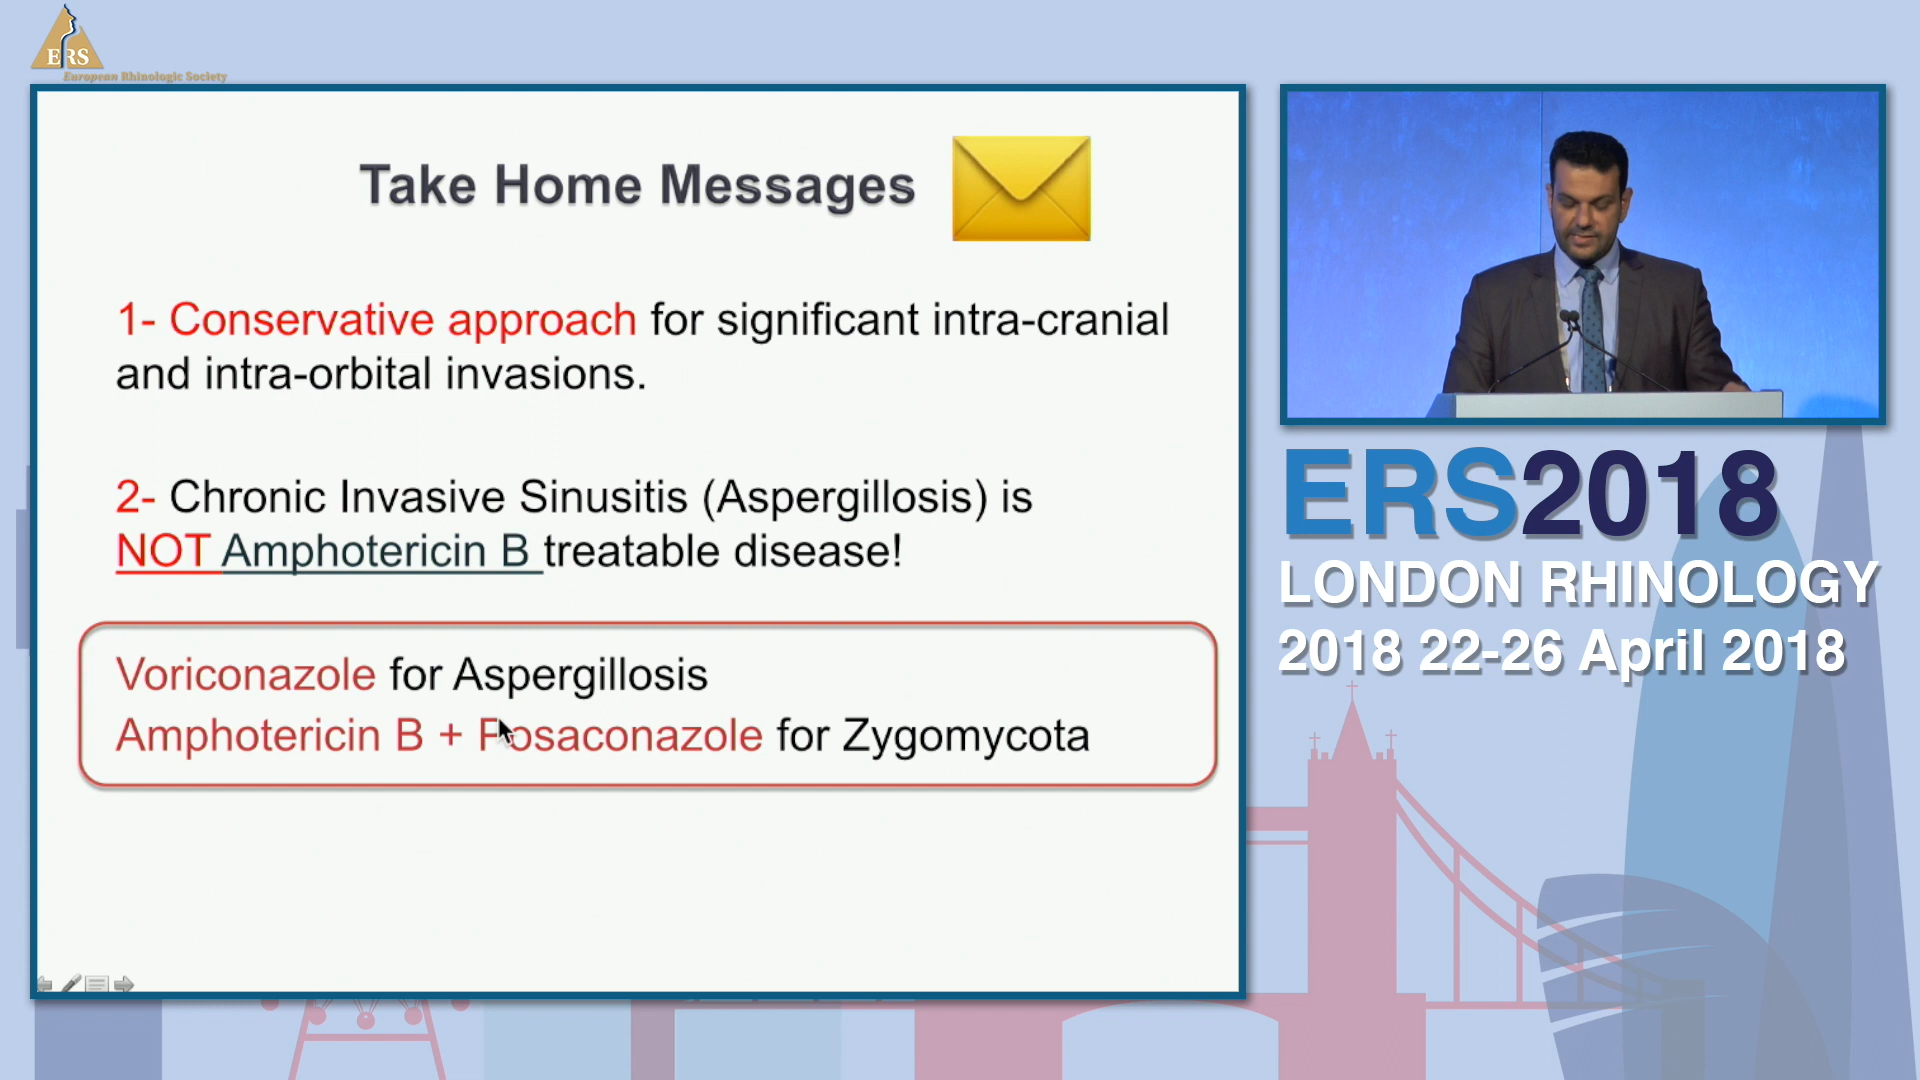 ERS
European Rhinologic Society
Take Home Messages
1- Conservative approach for significant intra-cranial
and intra-orbital invasions.
2- Chronic Invasive Sinusitis (Aspergillosis) is
NOT Amphotericin B treatable disease!
Voriconazole for Aspergillosis
Amphotericin B + Posaconazole for Zygomycota
ERS2018
LONDON RHINOLOGY
2018 22-26 April 2018